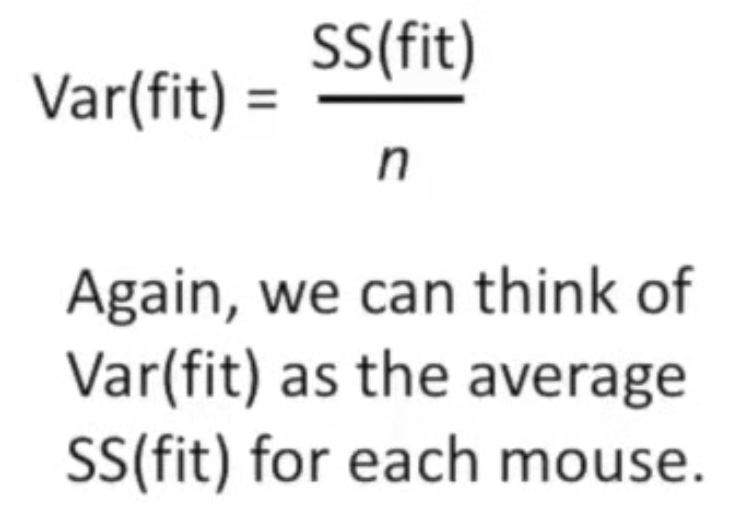 SS(fit)
Var(fit) =
n
Again, we can think of
Var(fit) as the average
SS(fit) for each mouse.